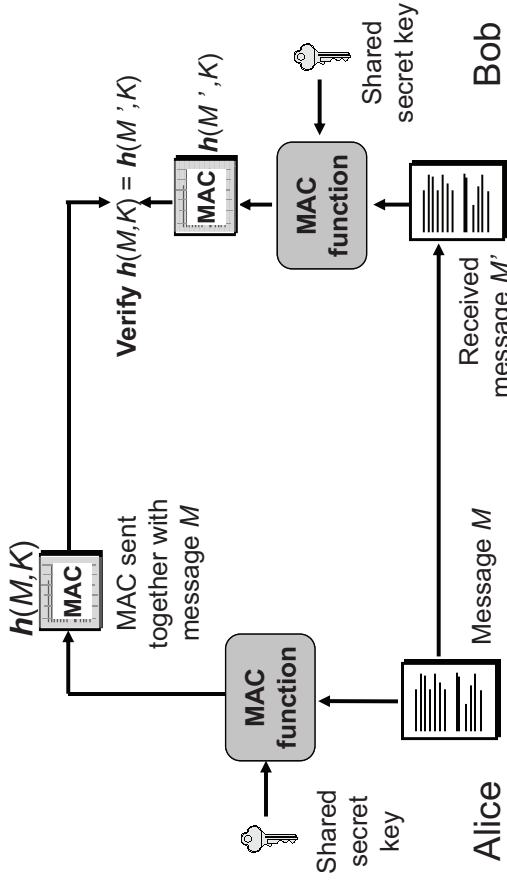 h(M,K)
MAC
MAC sent
together with
message M
Verify h(M,K) = h(M',K)
MAC
h(M',K)
MAC
function
Shared
secret
key
MAC
function
Shared
secret key
Alice
Message M
Received
message M'
Bob